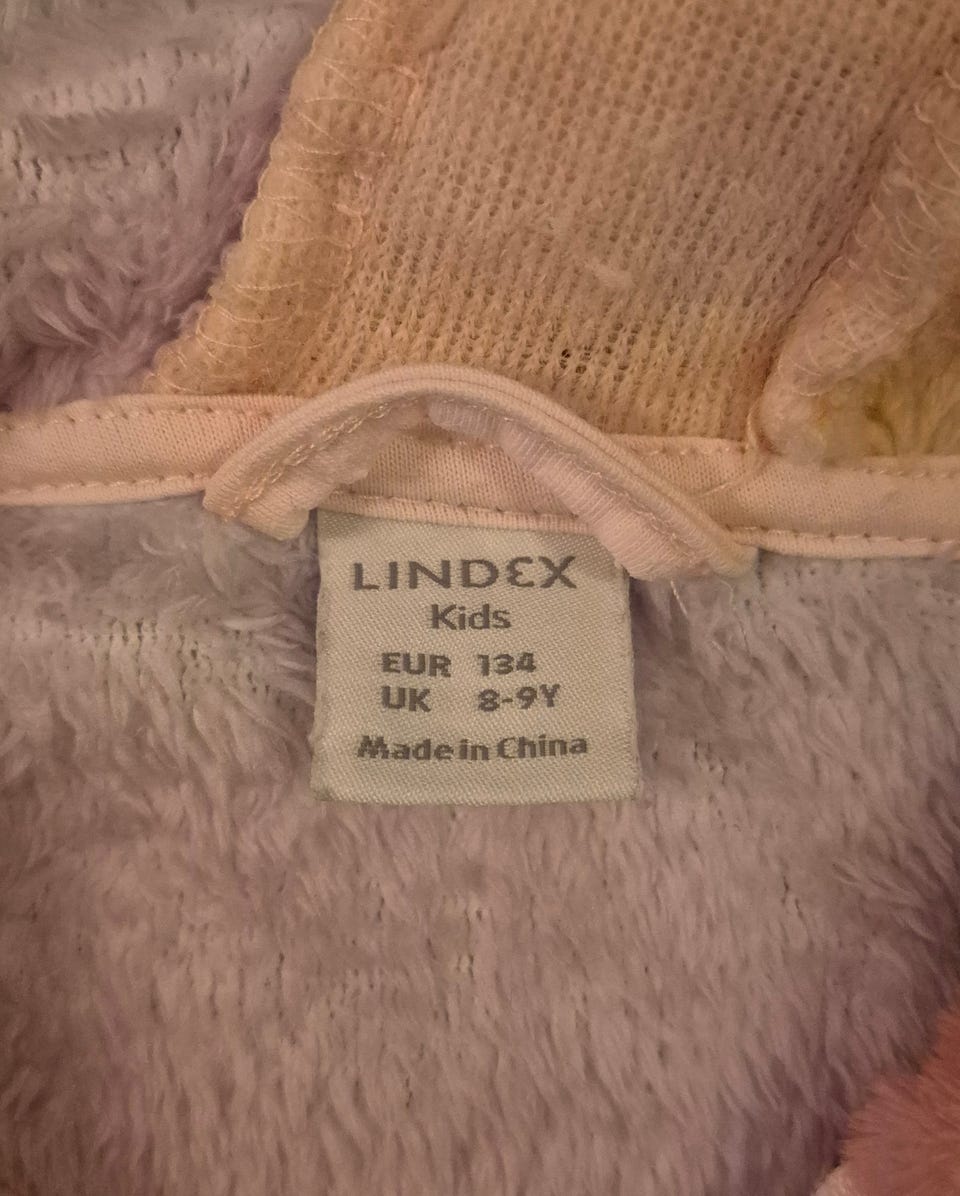 LINDEX
Kids
EUR 134
UK 8-9Y
Made in China